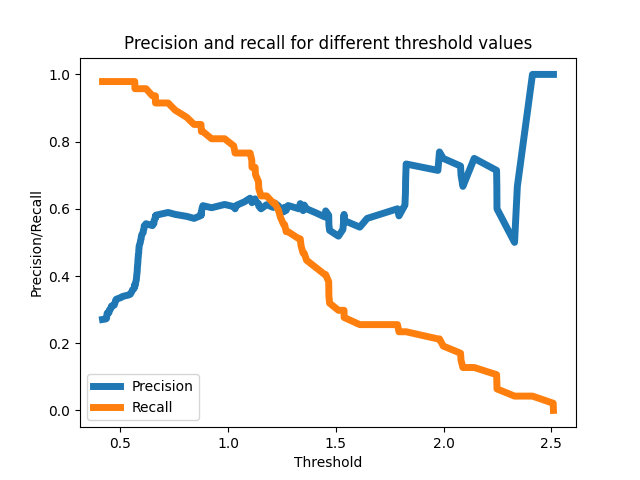 Precision and recall for different threshold values
Precision/Recall
1.0
0.8
0.6
0.4
0.2
0.0
Precision
Recall
0.5 1.0 1.5 2.0 2.5
Threshold